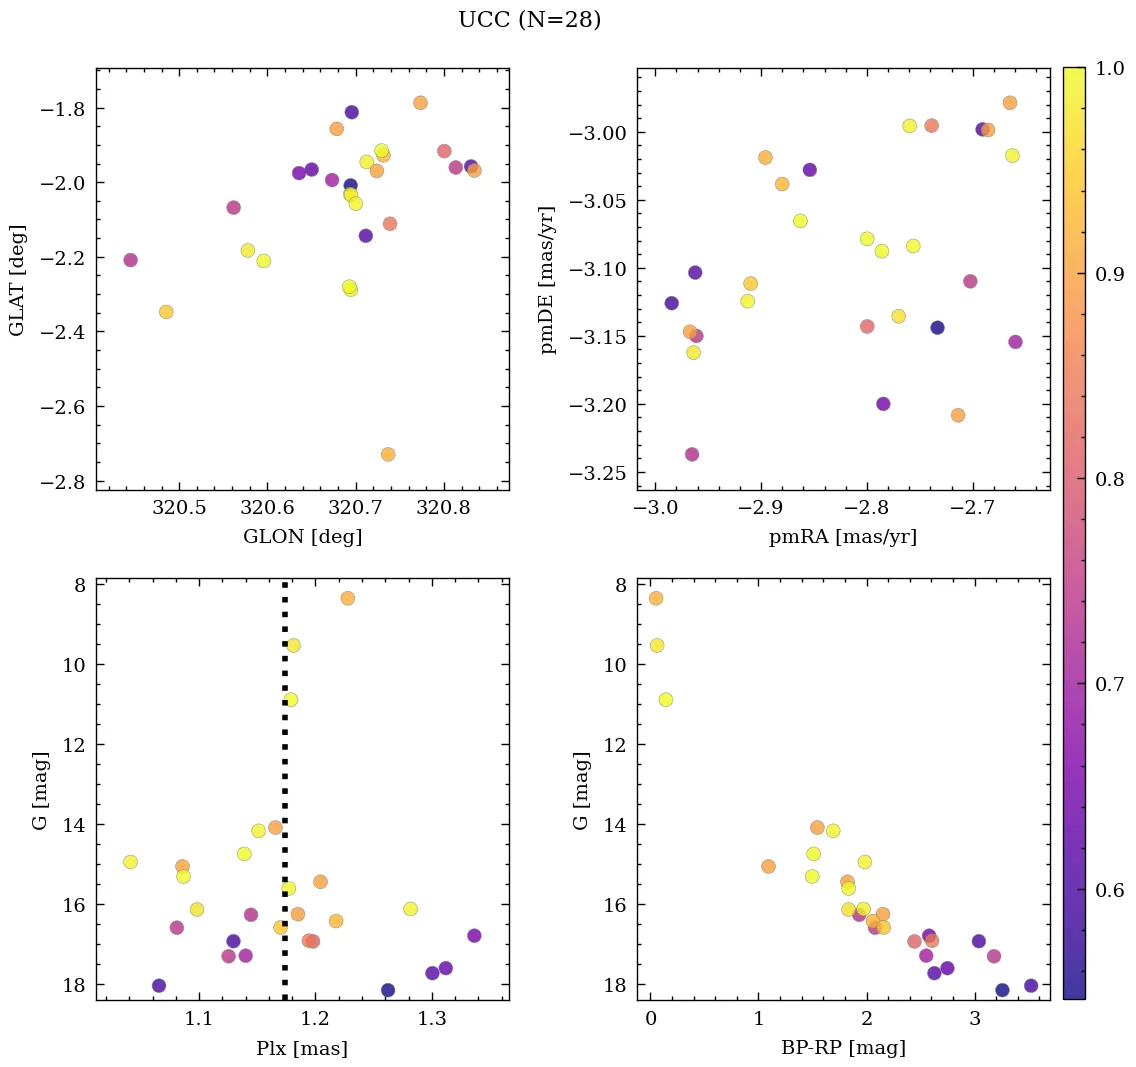 UCC (N=28)
−1.8
−2.0
−2.2
−2.4
−2.6
−2.8
GLAT [deg]
320.5 320.6 320.7 320.8
GLON [deg]
−3.00
−3.05
−3.10
−3.15
−3.20
−3.25
pmDE [mas/yr]
−3.0 −2.9 −2.8 −2.7
pmRA [mas/yr]
1.0
0.9
0.8
0.7
0.6
8
10
12
14
16
18
G [mag]
1.1 1.2 1.3
Plx [mas]
8
10
12
14
16
18
G [mag]
0 1 2 3
BP-RP [mag]